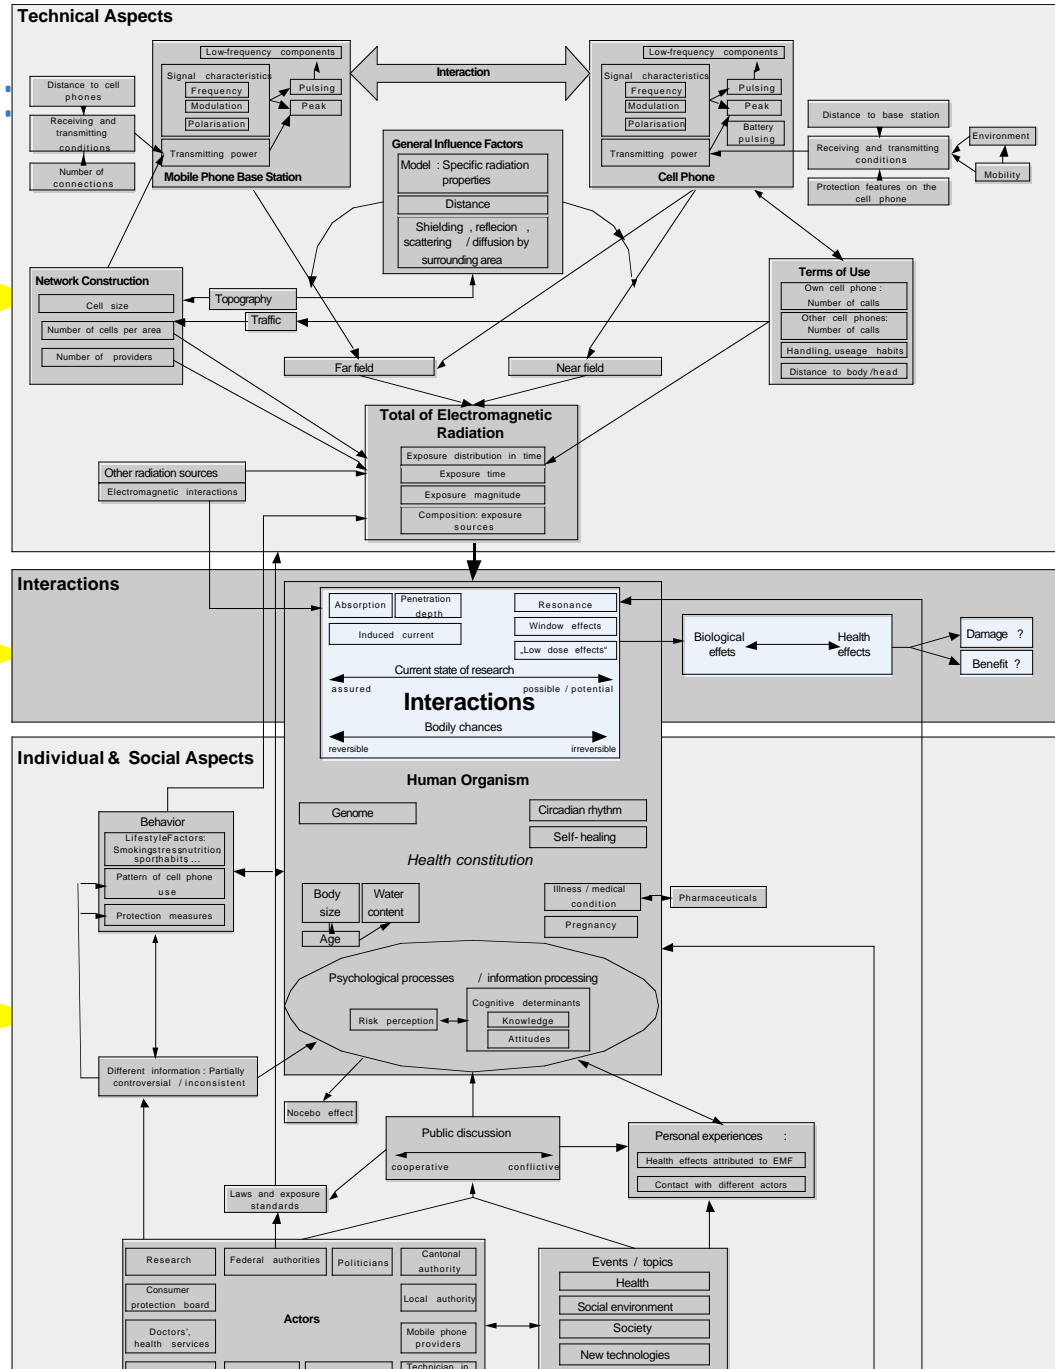 Technical Aspects
Low-frequency components
Signal characteristics
Frequency
Modulation
Polarisation
Pulsing
Peak
Transmitting power
Mobile Phone Base Station
Distance to cell
phones
Receiving and
transmitting
conditions
Number of
connections
Interaction
General Influence Factors
Model : Specific radiation
properties
Distance
Shielding , reflecion ,
scattering / diffusion by
surrounding area
Low-frequency components
Signal characteristics
Frequency
Modulation
Polarisation
Pulsing
Peak
Battery
pulsing
Transmitting power
Cell Phone
Distance to base station
Receiving and transmitting
conditions
Protection features on the
cell phone
Environment
Mobility
Network Construction
Cell size
Number of cells per area
Number of providers
Topography
Traffic
Terms of Use
Own cell phone :
Number of calls
Other cell phones:
Number of calls
Handling, useage habits
Distance to body /head
Far field
Near field
Total of Electromagnetic
Radiation
Exposure distribution in time
Exposure time
Exposure magnitude
Composition: exposure
sources
Other radiation sources
Electromagnetic interactions
Interactions
Absorption
Penetration
depth
Induced current
Resonance
Window effects
„Low dose effects“
Current state of research
assured
possible / potential
Interactions
Bodily chances
reversible
irreversible
Biological
effets
Health
effects
Damage ?
Benefit ?
Individual & Social Aspects
Human Organism
Genome
Circadian rhythm
Self-healing
Health constitution
Body
size
Water
content
Age
Illness / medical
condition
Pregnancy
Pharmaceuticals
Behavior
LifestyleFactors:
Smokingstressnutrition,
sporthabits, ...
Pattern of cell phone
use
Protection measures
Psychological processes / information processing
Risk perception
Cognitive determinants
Knowledge
Attitudes
Different information : Partially
controversial / inconsistent
Nocebo effect
Public discussion
cooperative
conflictive
Personal experiences :
Health effects attributed to EMF
Contact with different actors
Laws and exposure
standards
Research
Federal authorities
Politicians
Cantonal
authority
Consumer
protection board
Local authority
Actors
Doctors',
health services
Mobile phone
providers
Technician in
Events / topics
Health
Social environment
Society
New technologies